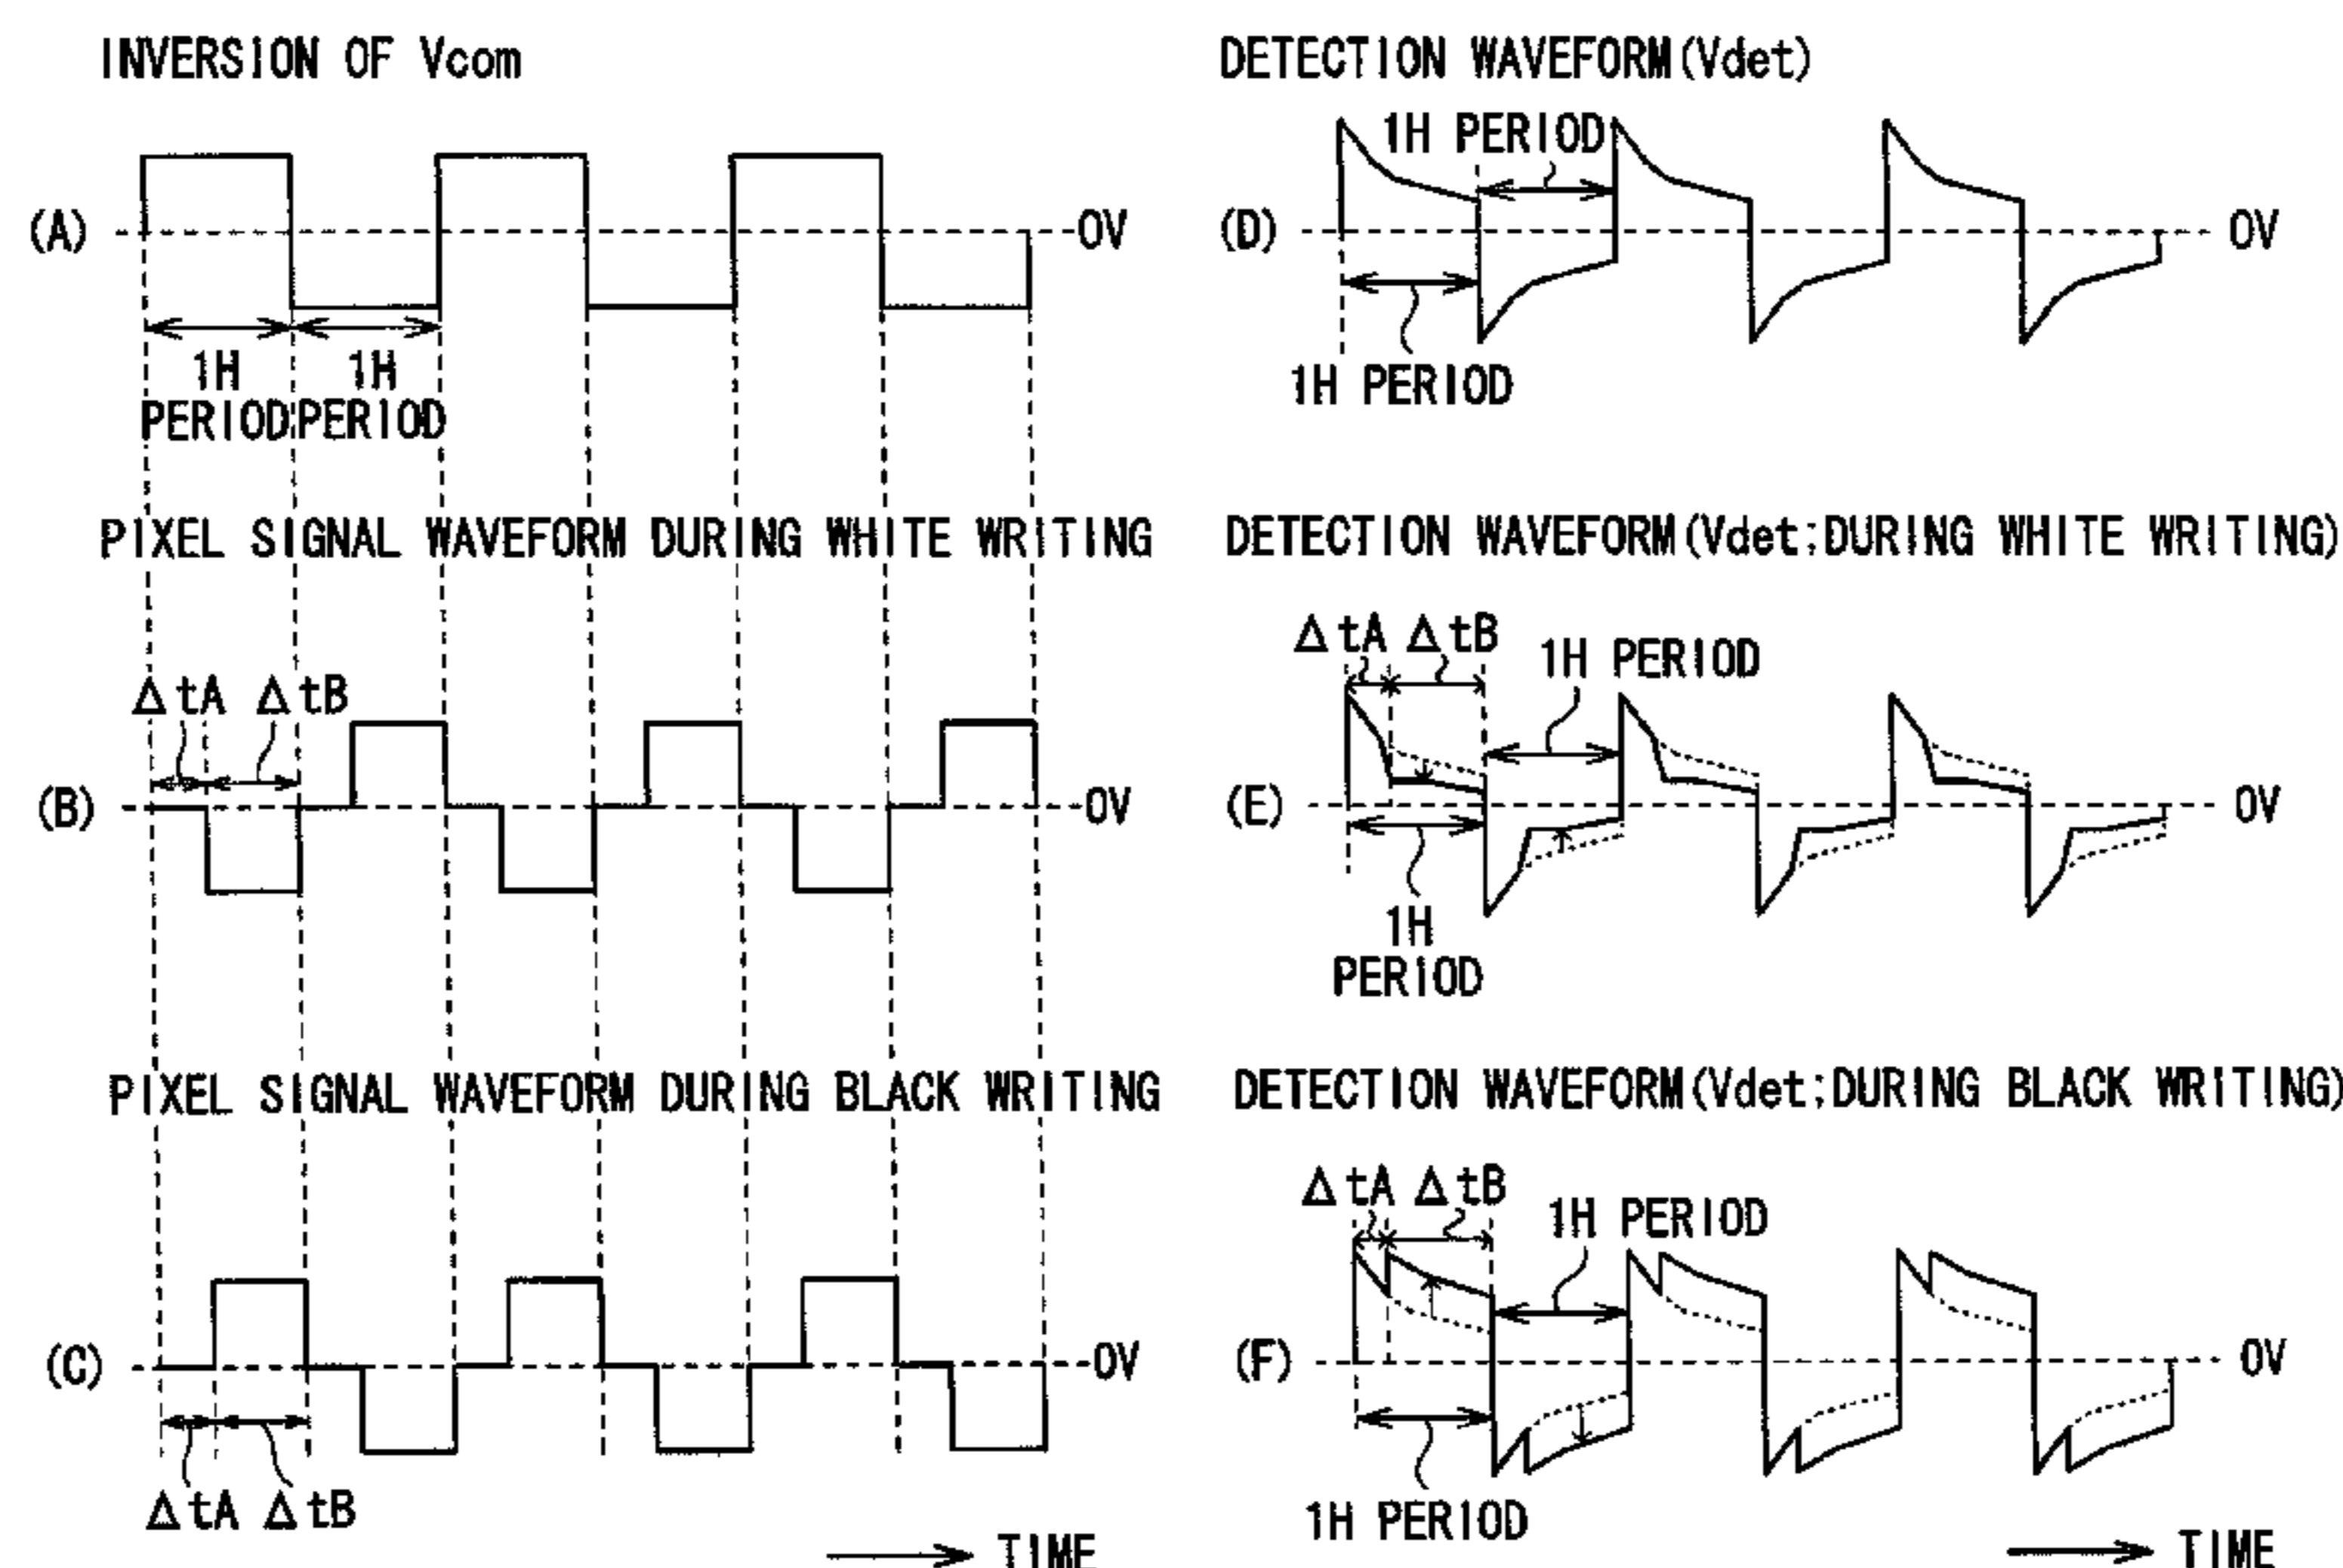 INVERSION OF Vcom
(A)
0V
1H
PERIOD
1H
PERIOD
PIXEL SIGNAL WAVEFORM DURING WHITE WRITING
ΔtA ΔtB
(B)
0V
PIXEL SIGNAL WAVEFORM DURING BLACK WRITING
(C)
0V
ΔtA ΔtB
TIME
DETECTION WAVEFORM(Vdet)
1H PERIOD
(D)
0V
1H PERIOD
DETECTION WAVEFORM(Vdet;DURING WHITE WRITING)
ΔtA ΔtB
1H PERIOD
(E)
0V
1H
PERIOD
DETECTION WAVEFORM(Vdet;DURING BLACK WRITING)
ΔtA ΔtB
1H PERIOD
(F)
0V
1H PERIOD
TIME